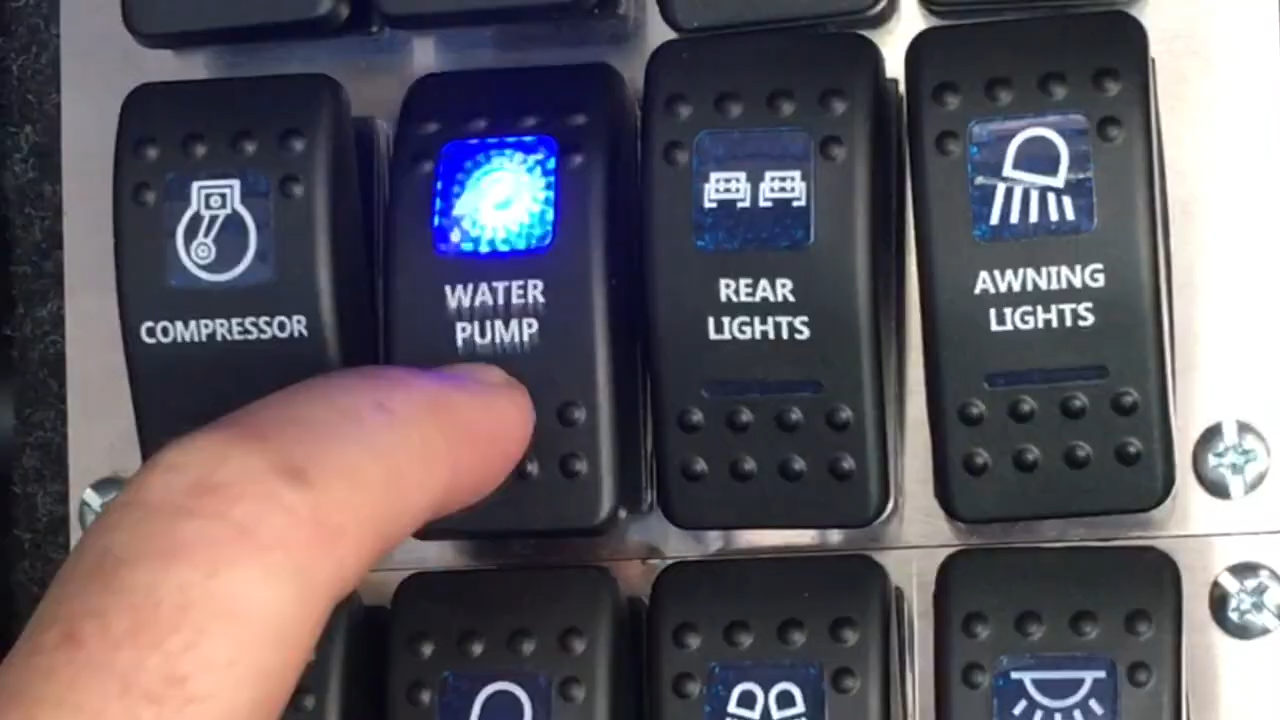 COMPRESSOR
WATER
PUMP
REAR
LIGHTS
AWNING
LIGHTS